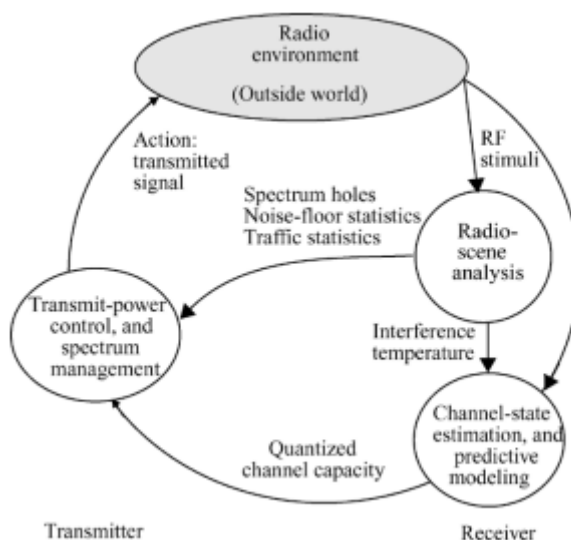 Radio
environment
(Outside world)
Action:
transmitted
signal
RF
stimuli
Spectrum holes
Noise-floor statistics
Traffic statistics
Radio-
scene
analysis
Transmit-power
control, and
spectrum
management
Interference
temperature
Channel-state
estimation, and
predictive
modeling
Quantized
channel capacity
Transmitter
Receiver